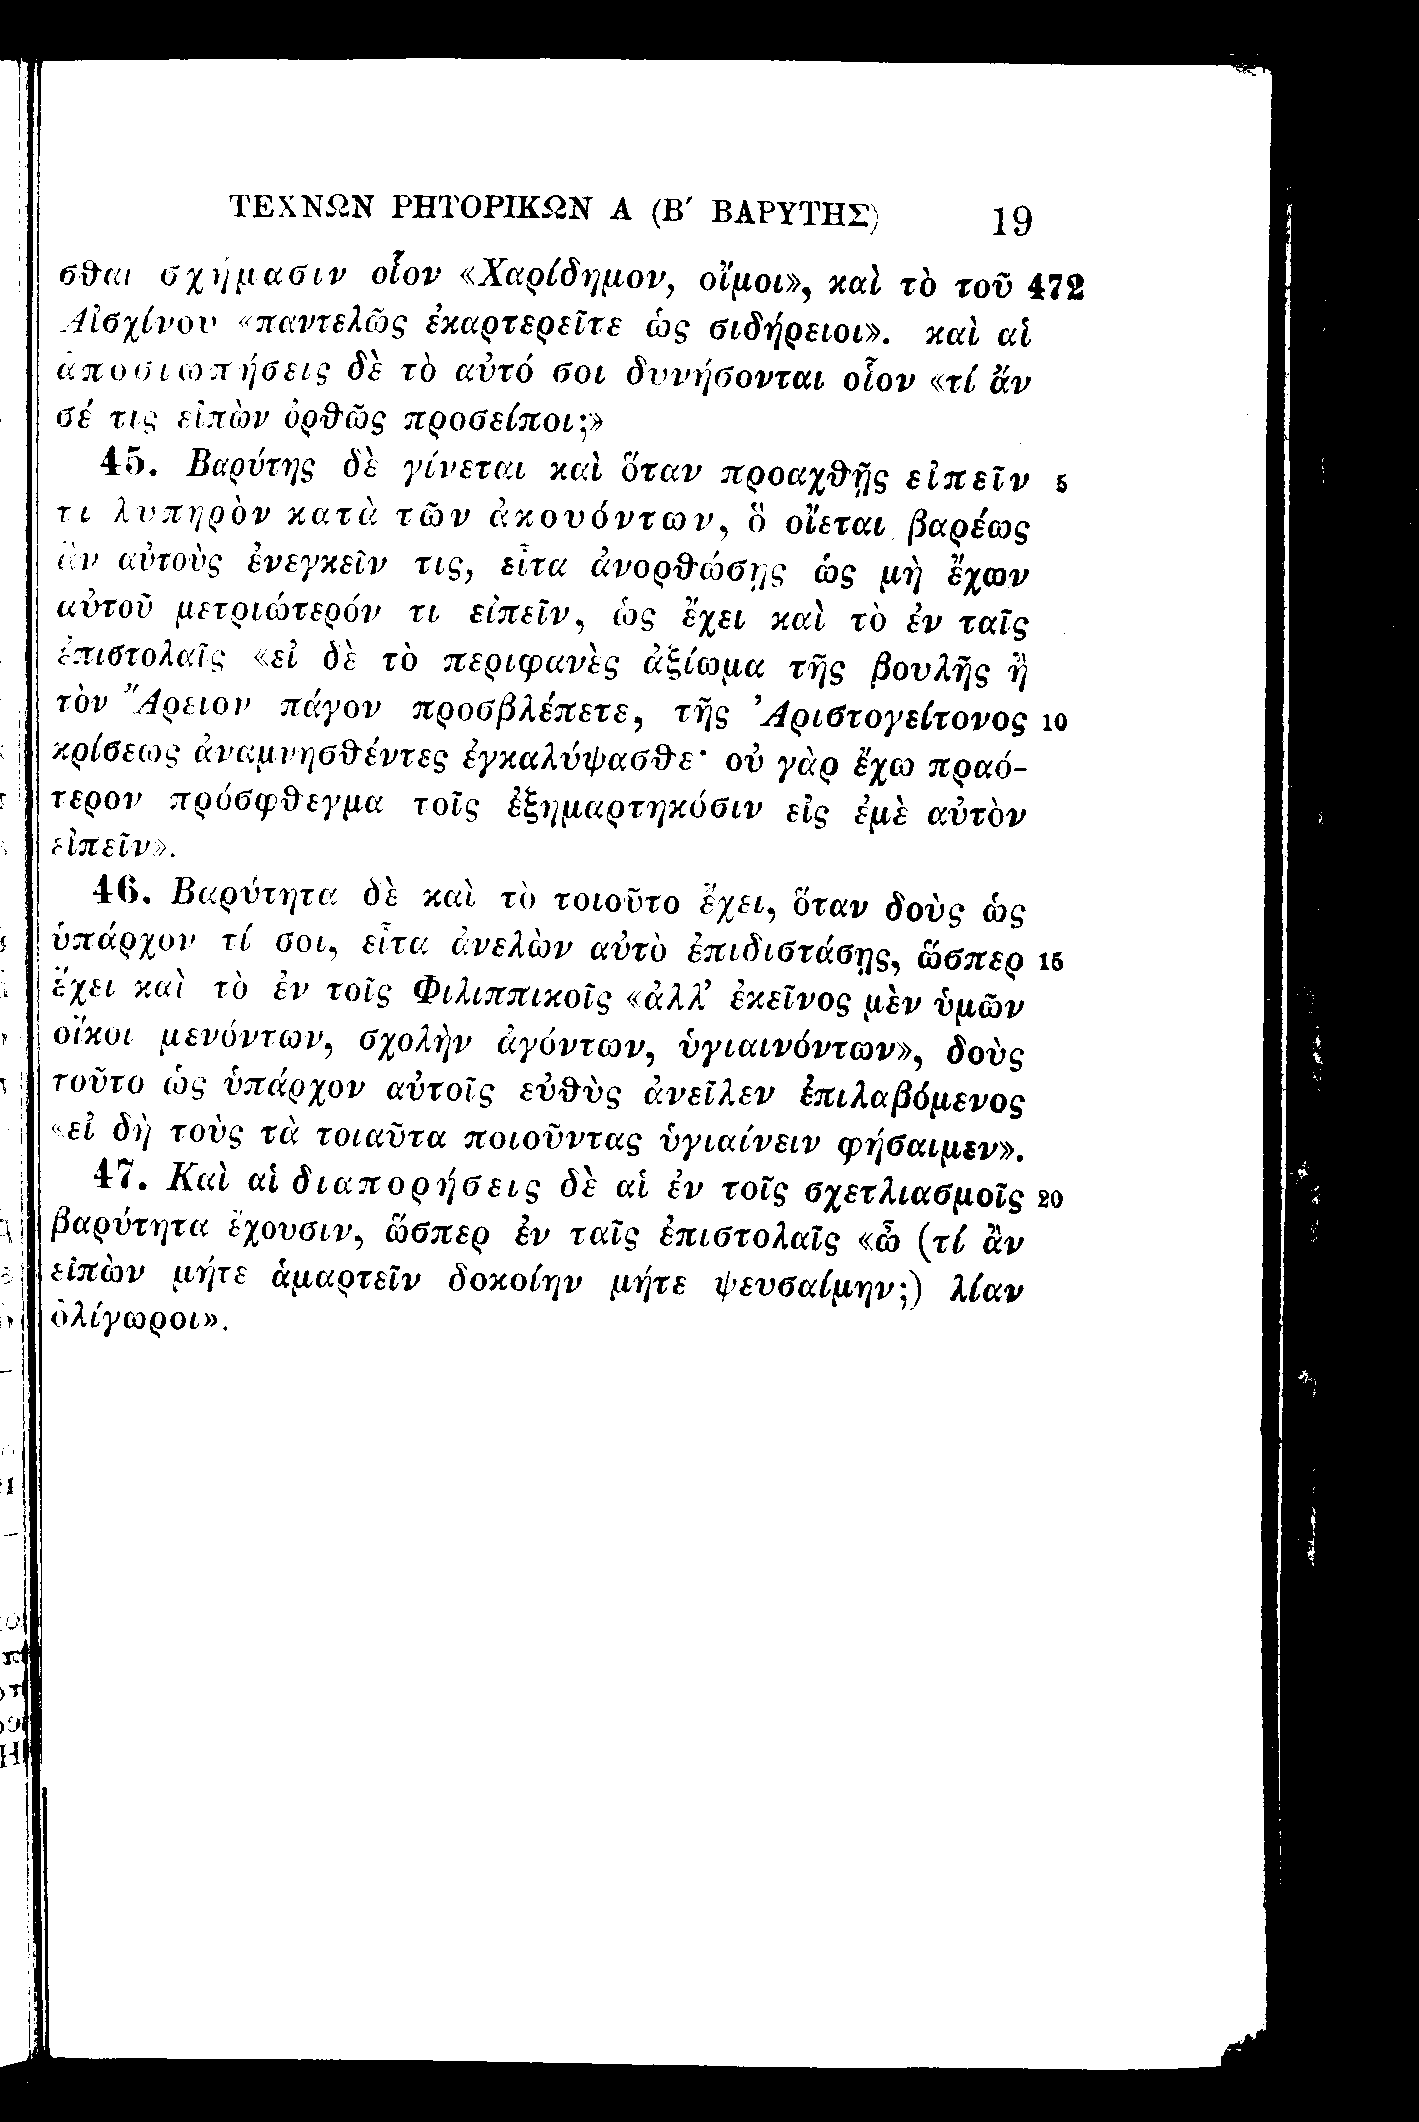 ΤΕΧΝΩΝ ΡΗΤΟΡΙΚΩΝ Α (Β′ ΒΑΡΥΤΗΣ) 19
σθαι σχήμασιν οἷον «Χαρίδημον, οἴμοι», καὶ τὸ τοῦ 472
Αἰσχίνου «παντελῶς ἐκαρτερεῖτε ὡς σιδήρειοι». καὶ αἱ
ἀποσιωπήσεις δὲ τὸ αὐτό σοι δυνήσονται οἷον «τί ἄν
σέ τις εἰπὼν ὀρθῶς προσείποι;»
45. Βαρύτης δὲ γίνεται καὶ ὅταν προαχθῇς εἰπεῖν 5
τι λυπηρὸν κατὰ τῶν ἀκουόντων, ὃ οἴεται βαρέως
ἂν αὐτοὺς ἐνεγκεῖν τις, εἶτα ἀνορθώσῃς ὡς μὴ ἔχων
αὐτοῦ μετριώτερόν τι εἰπεῖν, ὡς ἔχει καὶ τὸ ἐν ταῖς
ἐπιστολαῖς «εἰ δὲ τὸ περιφανὲς ἀξίωμα τῆς βουλῆς ἢ
τὸν Ἄρειον πάγον προσβλέπετε, τῆς Ἀριστογείτονος 10
κρίσεως ἀναμνησθέντες ἐγκαλύψασθε· οὐ γὰρ ἔχω πραό-
τερον πρόσφθεγμα τοῖς ἐξημαρτηκόσιν εἰς ἐμὲ αὐτὸν
εἰπεῖν».
46. Βαρύτητα δὲ καὶ τὸ τοιοῦτο ἔχει, ὅταν δοὺς ὡς
ὑπάρχον τί σοι, εἶτα ἀνελὼν αὐτὸ ἐπιδιστάσῃς, ὥσπερ 15
ἔχει καὶ τὸ ἐν τοῖς Φιλιππικοῖς «ἀλλ’ ἐκεῖνος μὲν ὑμῶν
οἴκοι μενόντων, σχολὴν ἀγόντων, ὑγιαινόντων», δοὺς
τοῦτο ὡς ὑπάρχον αὐτοῖς εὐθὺς ἀνεῖλεν ἐπιλαβόμενος
«εἰ δὴ τοὺς τὰ τοιαῦτα ποιοῦντας ὑγιαίνειν φήσαιμεν».
47. Καὶ αἱ διαπορήσεις δὲ αἱ ἐν τοῖς σχετλιασμοῖς 20
βαρύτητα ἔχουσιν, ὥσπερ ἐν ταῖς ἐπιστολαῖς «ὦ (τί ἂν
εἰπὼν μήτε ἁμαρτεῖν δοκοίην μήτε ψευσαίμην;) λίαν
ὀλίγωροι».